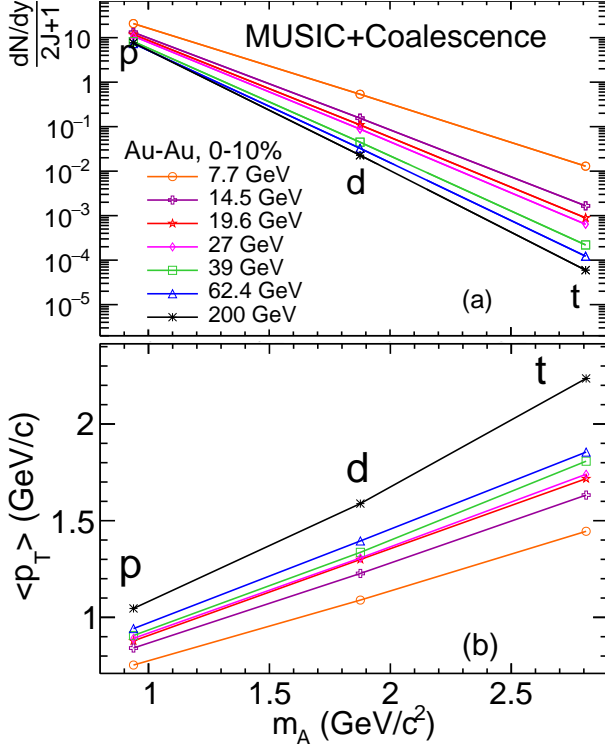 dN/dy
2J+1
MUSIC+Coalescence
10
1
10⁻¹
10⁻²
10⁻³
10⁻⁴
10⁻⁵
p
d
t
Au-Au, 0-10%
7.7 GeV
14.5 GeV
19.6 GeV
27 GeV
39 GeV
62.4 GeV
200 GeV
(a)
<p_T> (GeV/c)
2
1.5
1
p
d
t
(b)
1 1.5 2 2.5
m_A (GeV/c²)